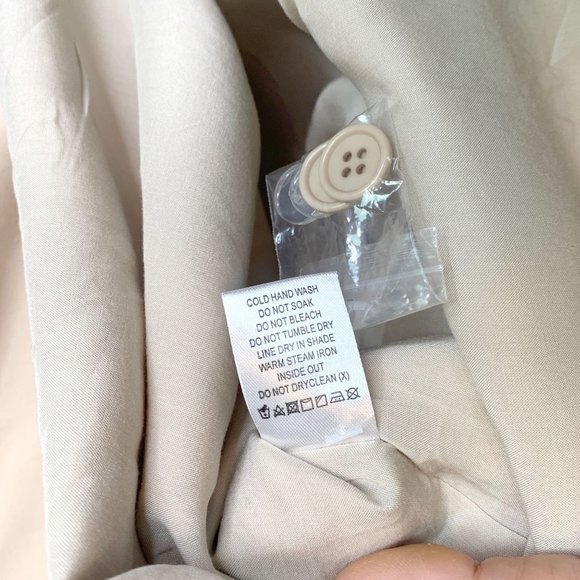 COLD HAND WASH
DO NOT SOAK
DO NOT BLEACH
DO NOT TUMBLE DRY
LINE DRY IN SHADE
WARM STEAM IRON
INSIDE OUT
DO NOT DRYCLEAN (X)